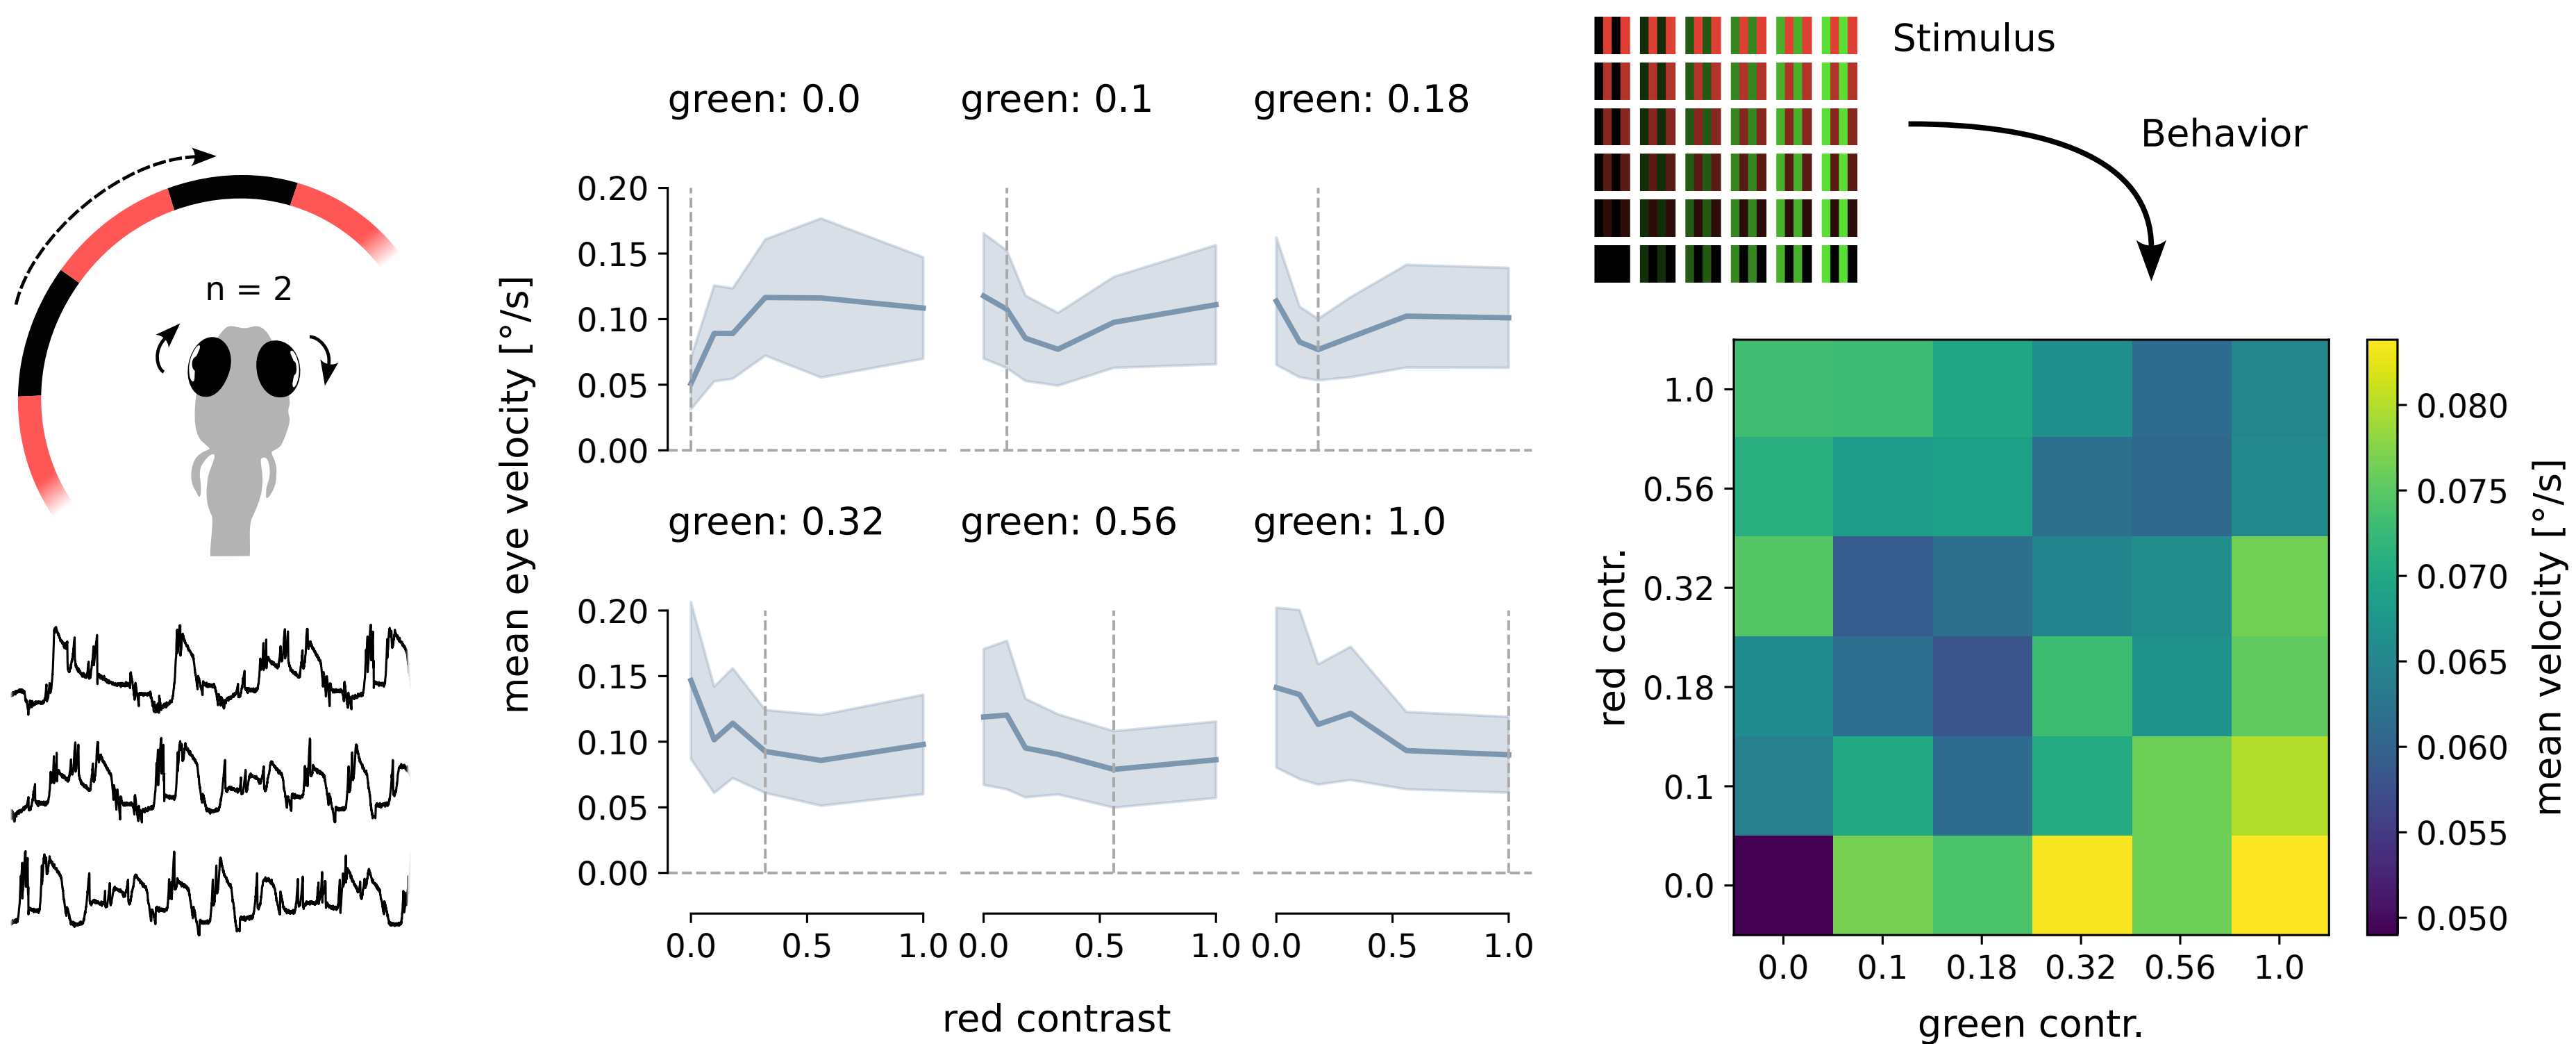 n = 2
mean eye velocity [°/s]
green: 0.0
green: 0.1
green: 0.18
0.20
0.15
0.10
0.05
0.00
green: 0.32
green: 0.56
green: 1.0
0.20
0.15
0.10
0.05
0.00
0.0 0.5 1.0
0.0 0.5 1.0
0.0 0.5 1.0
red contrast
Stimulus
Behavior
red contr.
1.0
0.56
0.32
0.18
0.1
0.0
0.0 0.1 0.18 0.32 0.56 1.0
green contr.
0.080
0.075
0.070
0.065
0.060
0.055
0.050
mean velocity [°/s]